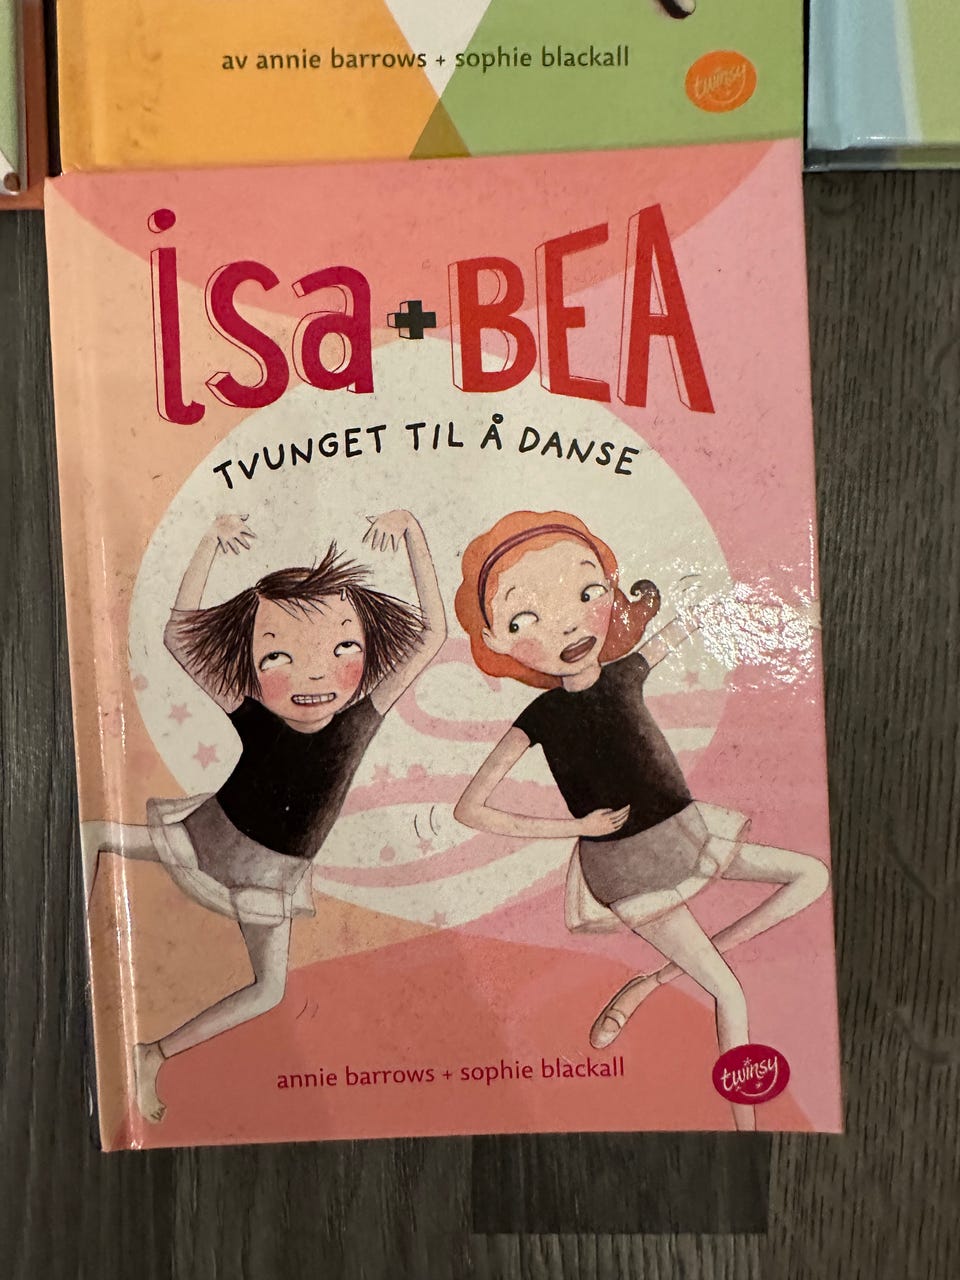 av annie barrows + sophie blackall
twinsy
isa + BEA
TVUNGET TIL Å DANSE
annie barrows + sophie blackall
twinsy